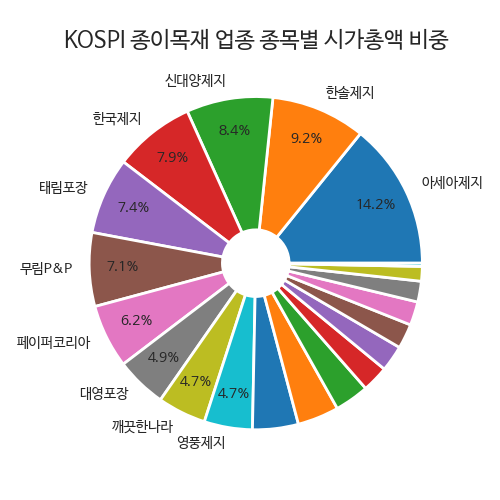 KOSPI 종이목재 업종 종목별 시가총액 비중
신대양제지
한솔제지
한국제지
8.4%
9.2%
7.9%
아세아제지
태림포장
7.4%
14.2%
무림P&P
7.1%
6.2%
페이퍼코리아
4.9%
4.7%
4.7%
대영포장
깨끗한나라
영풍제지